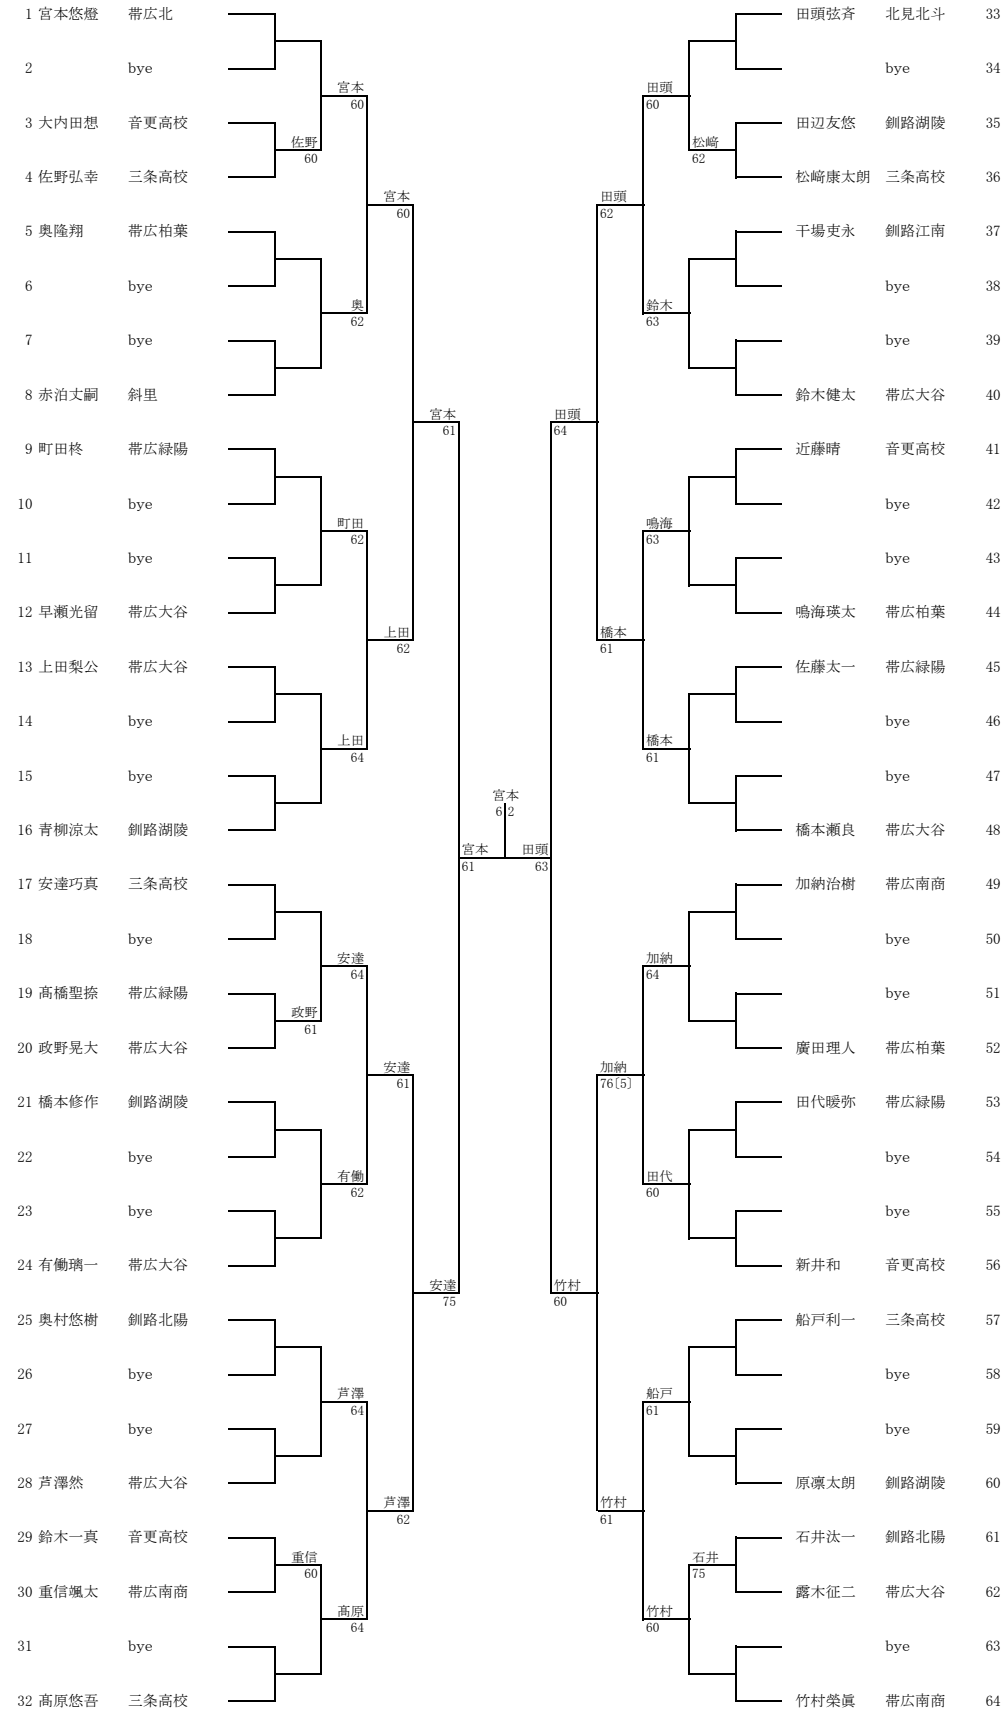 1 宮本悠燈 帯広北
2 bye
3 大内田想 音更高校
4 佐野弘幸 三条高校
5 奥隆翔 帯広柏葉
6 bye
7 bye
8 赤泊丈嗣 斜里
9 町田柊 帯広緑陽
10 bye
11 bye
12 早瀬光留 帯広大谷
13 上田梨公 帯広大谷
14 bye
15 bye
16 青柳涼太 釧路湖陵
17 安達巧真 三条高校
18 bye
19 髙橋聖捺 帯広緑陽
20 政野晃大 帯広大谷
21 橋本修作 釧路湖陵
22 bye
23 bye
24 有働璃一 帯広大谷
25 奥村悠樹 釧路北陽
26 bye
27 bye
28 芦澤然 帯広大谷
29 鈴木一真 音更高校
30 重信颯太 帯広南商
31 bye
32 髙原悠吾 三条高校
佐野
60
政野
61
重信
60
宮本
60
奥
62
町田
62
上田
64
安達
64
有働
62
芦澤
64
髙原
64
宮本
60
上田
62
安達
61
芦澤
62
宮本
61
安達
75
宮本
61
宮本
6 2
田頭
63
田頭
64
竹村
60
田頭
62
橋本
61
加納
76〔5〕
竹村
61
田頭
60
鈴木
63
鳴海
63
橋本
61
加納
64
田代
60
船戸
61
竹村
60
松﨑
62
石井
75
田頭弦斉 北見北斗 33
bye 34
田辺友悠 釧路湖陵 35
松﨑康太朗 三条高校 36
干場吏永 釧路江南 37
bye 38
bye 39
鈴木健太 帯広大谷 40
近藤晴 音更高校 41
bye 42
bye 43
鳴海瑛太 帯広柏葉 44
佐藤太一 帯広緑陽 45
bye 46
bye 47
橋本瀬良 帯広大谷 48
加納治樹 帯広南商 49
bye 50
bye 51
廣田理人 帯広柏葉 52
田代暖弥 帯広緑陽 53
bye 54
bye 55
新井和 音更高校 56
船戸利一 三条高校 57
bye 58
bye 59
原凛太朗 釧路湖陵 60
石井汰一 釧路北陽 61
露木征二 帯広大谷 62
bye 63
竹村榮眞 帯広南商 64